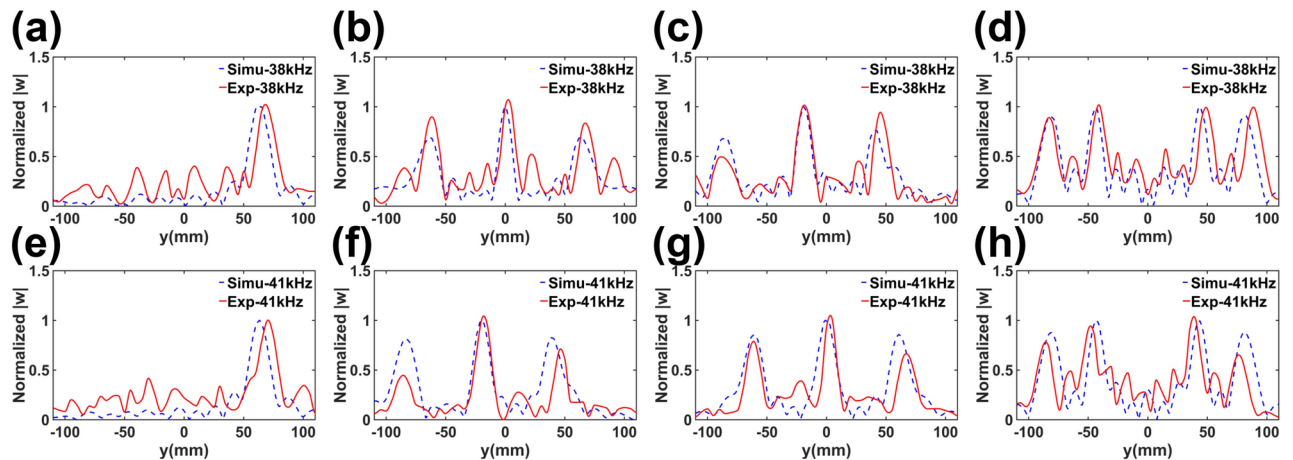 (a) (b) (c) (d)
1.5 1.5 1.5 1.5
Simu-38kHz Simu-38kHz Simu-38kHz Simu-38kHz
Exp-38kHz Exp-38kHz Exp-38kHz Exp-38kHz
Normalized |w| Normalized |w| Normalized |w| Normalized |w|
1 1 1 1
0.5 0.5 0.5 0.5
0 0 0 0
-100 -50 0 50 100 -100 -50 0 50 100 -100 -50 0 50 100 -100 -50 0 50 100
y(mm) y(mm) y(mm) y(mm)
(e) (f) (g) (h)
1.5 1.5 1.5 1.5
Simu-41kHz Simu-41kHz Simu-41kHz Simu-41kHz
Exp-41kHz Exp-41kHz Exp-41kHz Exp-41kHz
Normalized |w| Normalized |w| Normalized |w| Normalized |w|
1 1 1 1
0.5 0.5 0.5 0.5
0 0 0 0
-100 -50 0 50 100 -100 -50 0 50 100 -100 -50 0 50 100 -100 -50 0 50 100
y(mm) y(mm) y(mm) y(mm)